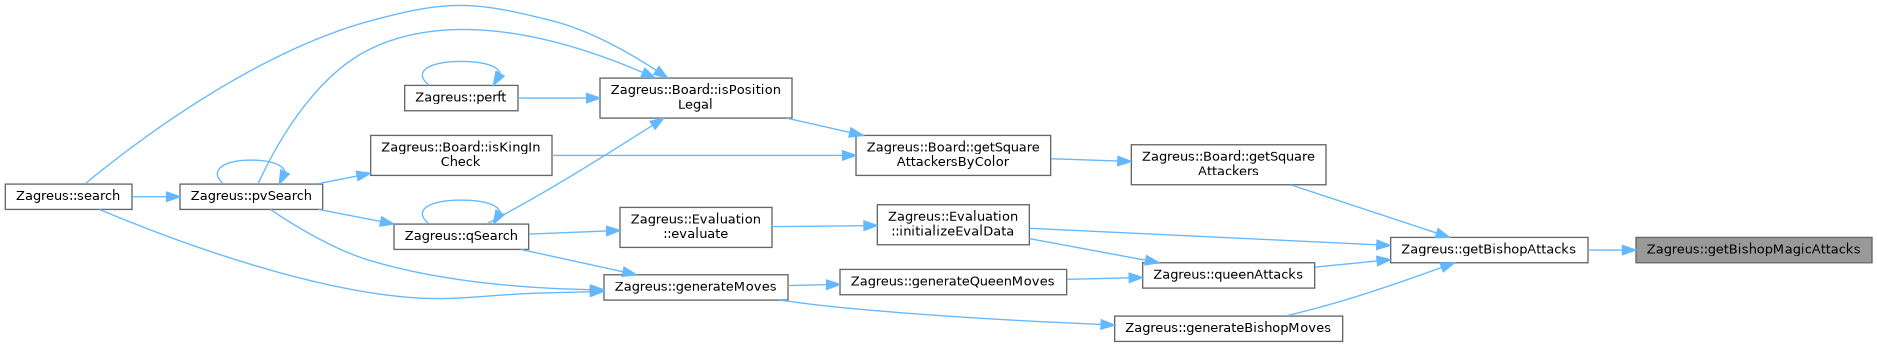 Zagreus::search
Zagreus::pvSearch
Zagreus::perft
Zagreus::Board::isKingIn
Check
Zagreus::qSearch
Zagreus::Board::isPosition
Legal
Zagreus::Evaluation
::evaluate
Zagreus::generateMoves
Zagreus::Board::getSquare
AttackersByColor
Zagreus::Evaluation
::initializeEvalData
Zagreus::generateQueenMoves
Zagreus::Board::getSquare
Attackers
Zagreus::queenAttacks
Zagreus::generateBishopMoves
Zagreus::getBishopAttacks
Zagreus::getBishopMagicAttacks